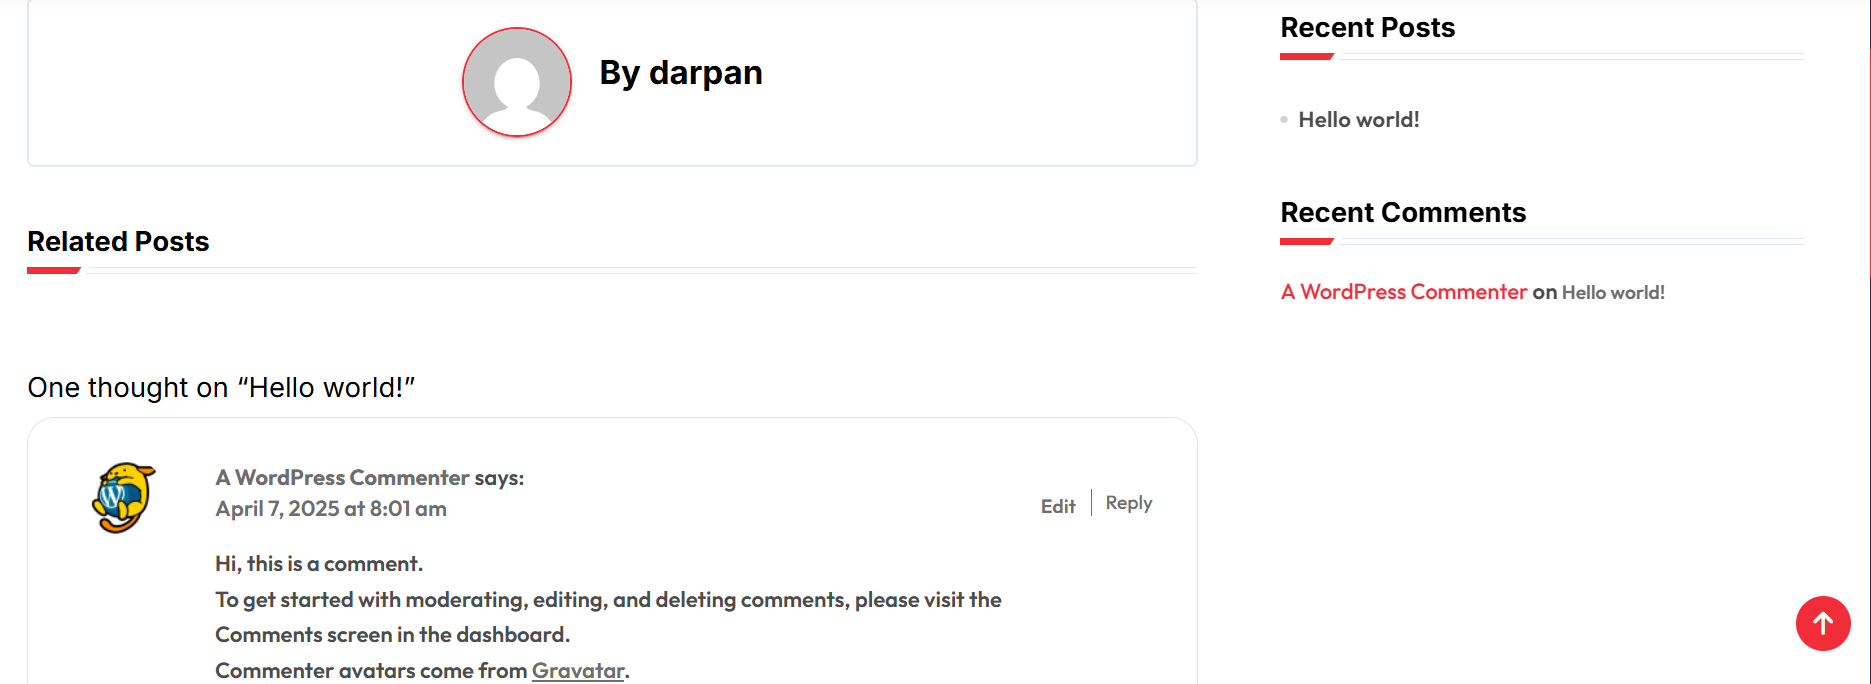 By darpan
Related Posts
One thought on “Hello world!”
A WordPress Commenter says:
April 7, 2025 at 8:01 am
Edit
Reply
Hi, this is a comment.
To get started with moderating, editing, and deleting comments, please visit the
Comments screen in the dashboard.
Commenter avatars come from Gravatar.
Recent Posts
Hello world!
Recent Comments
A WordPress Commenter on Hello world!